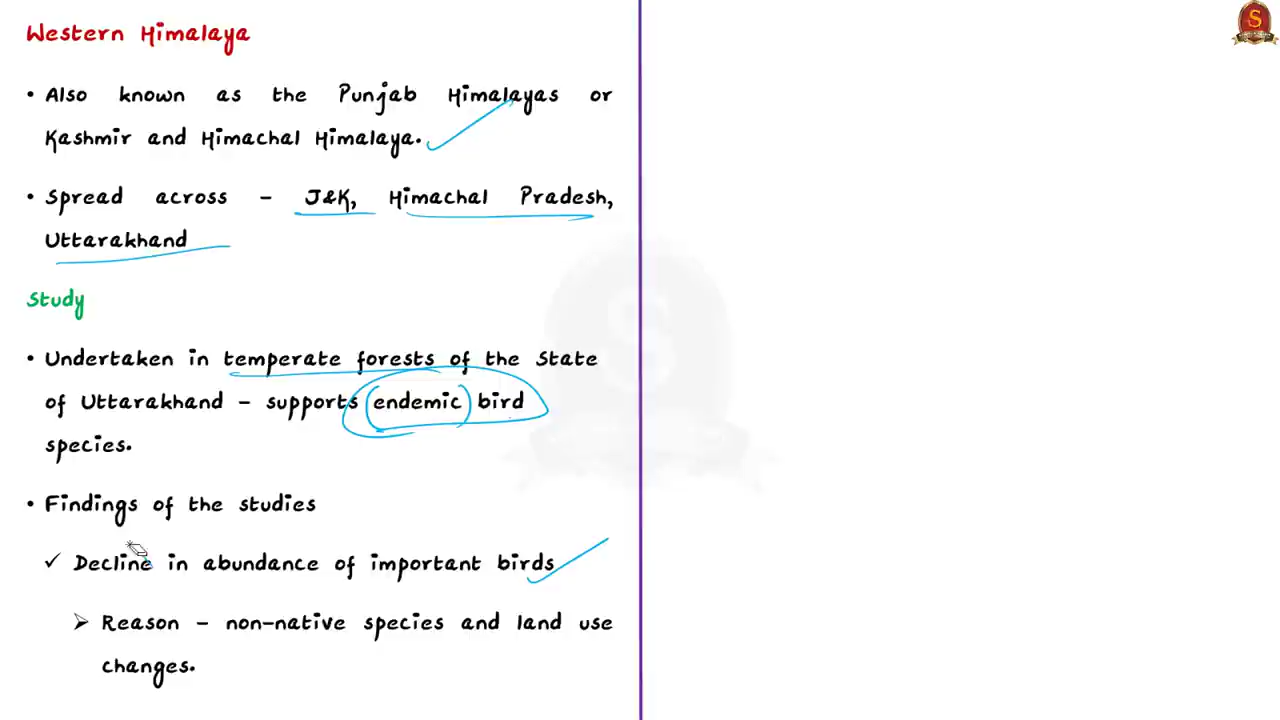 Western Himalaya
• Also known as the Punjab Himalayas or
Kashmir and Himachal Himalaya.
• Spread across - J&K, Himachal Pradesh,
Uttarakhand
Study
• Undertaken in temperate forests of the State
of Uttarakhand - supports (endemic) bird
species.
• Findings of the studies
✓ Decline in abundance of important birds
➢ Reason - non-native species and land use
changes.
S